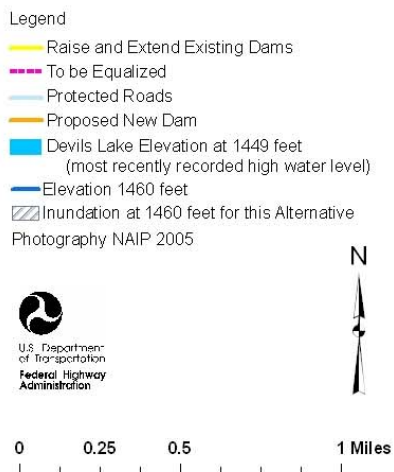 Legend
Raise and Extend Existing Dams
To be Equalized
Protected Roads
Proposed New Dam
Devils Lake Elevation at 1449 feet
(most recently recorded high water level)
Elevation 1460 feet
Inundation at 1460 feet for this Alternative
Photography NAIP 2005
N
U.S. Department
of Transportation
Federal Highway
Administration
0 0.25 0.5 1 Miles